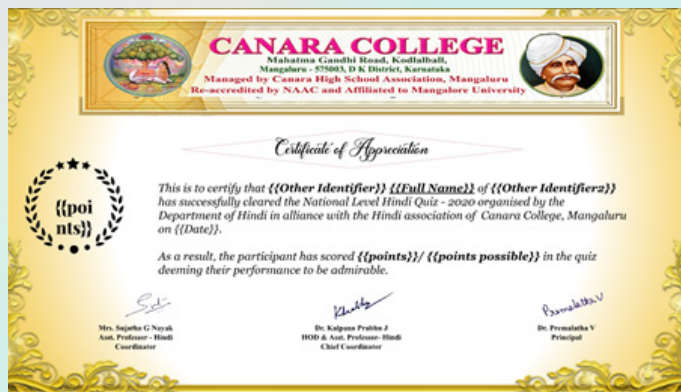 CANARA COLLEGE
Mahatma Gandhi Road, Kodialbail,
Mangaluru - 575003, D K District, Karnataka
Managed by Canara High School Association, Mangaluru
Re-accredited by NAAC and Affiliated to Mangalore University
Certificate of Appreciation
This is to certify that {{Other Identifier}} {{Full Name}} of {{Other Identifier2}}
has successfully cleared the National Level Hindi Quiz - 2020 organised by the
Department of Hindi in alliance with the Hindi association of Canara College, Mangaluru
on {{Date}}.
{{poi
nts}}
As a result, the participant has scored {{points}}/ {{points possible}} in the quiz
deeming their performance to be admirable.
Mrs. Sujatha G Nayak
Asst. Professor - Hindi
Coordinator
Dr. Kalpana Prabhu J
HOD & Asst. Professor- Hindi
Chief Coordinator
Premalatha V
Dr. Premalatha V
Principal